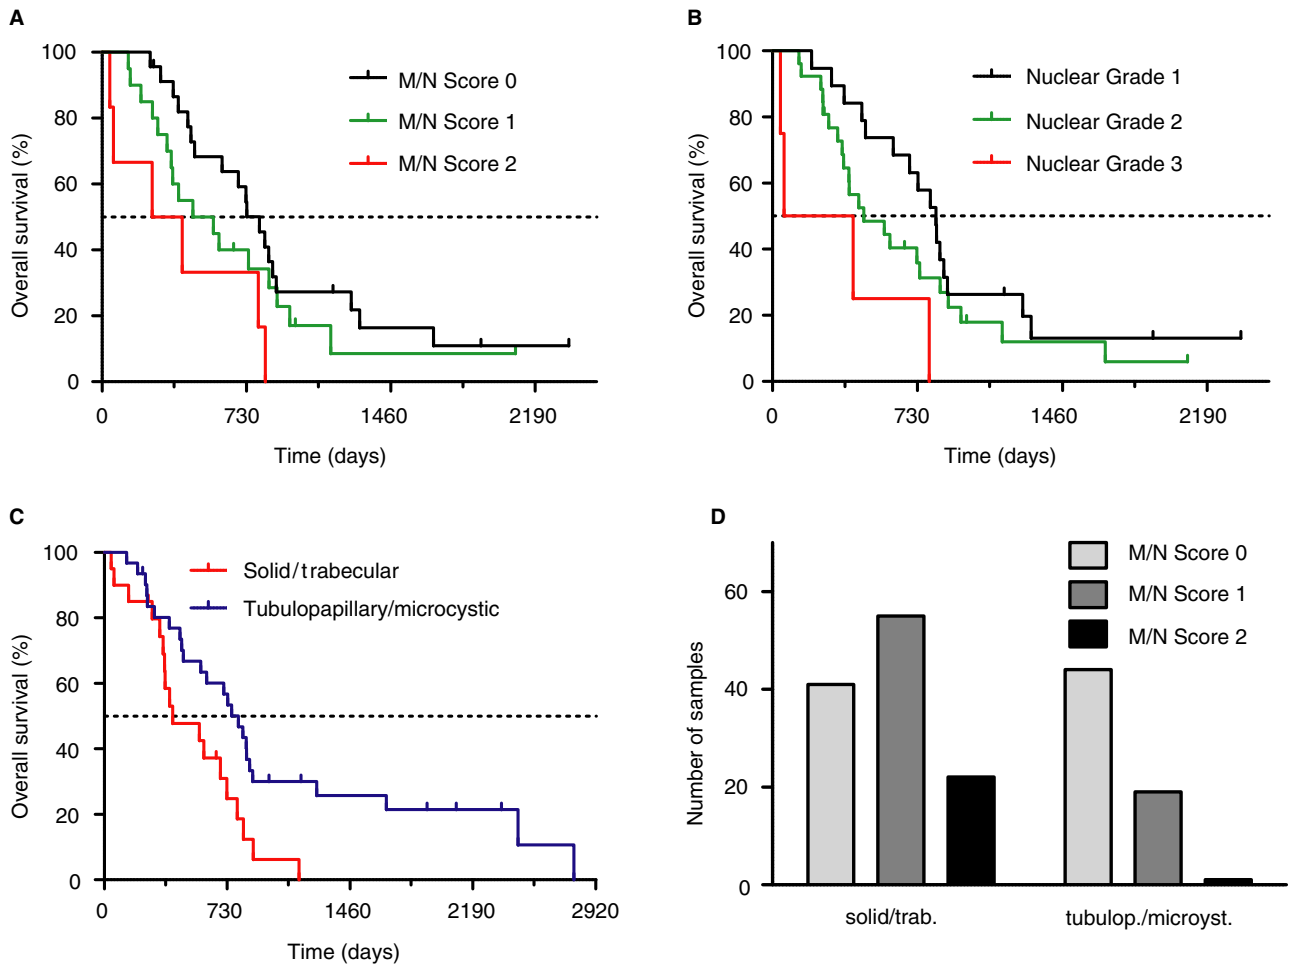 A
100
80
60
40
20
0
Overall survival (%)
M/N Score 0
M/N Score 1
M/N Score 2
0 730 1460 2190
Time (days)
B
100
80
60
40
20
0
Overall survival (%)
Nuclear Grade 1
Nuclear Grade 2
Nuclear Grade 3
0 730 1460 2190
Time (days)
C
100
80
60
40
20
0
Overall survival (%)
Solid/trabecular
Tubulopapillary/microcystic
0 730 1460 2190 2920
Time (days)
D
60
40
20
0
Number of samples
M/N Score 0
M/N Score 1
M/N Score 2
solid/trab. tubulop./microyst.